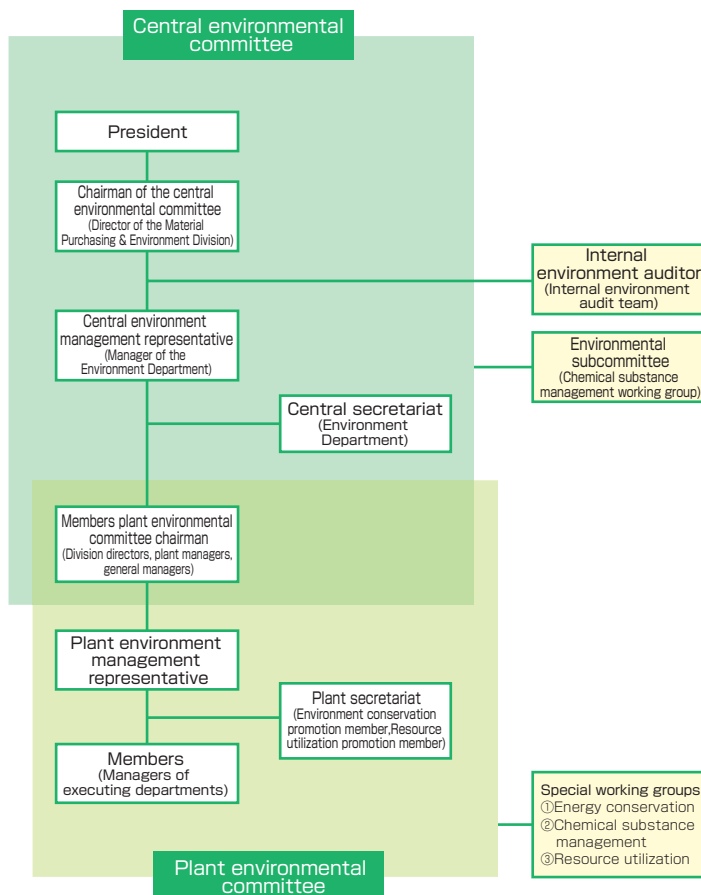 Central environmental
committee
President
Chairman of the central
environmental committee
(Director of the Material
Purchasing & Environment Division)
Internal
environment auditor
(Internal environment
audit team)
Central environment
management representative
(Manager of the
Environment Department)
Environmental
subcommittee
(Chemical substance
management working group)
Central secretariat
(Environment
Department)
Members plant environmental
committee chairman
(Division directors, plant managers,
general managers)
Plant environment
management
representative
Plant secretariat
(Environment conservation
promotion member,Resource
utilization promotion member)
Members
(Managers of
executing departments)
Special working groups
①Energy conservation
②Chemical substance
management
③Resource utilization
Plant environmental
committee